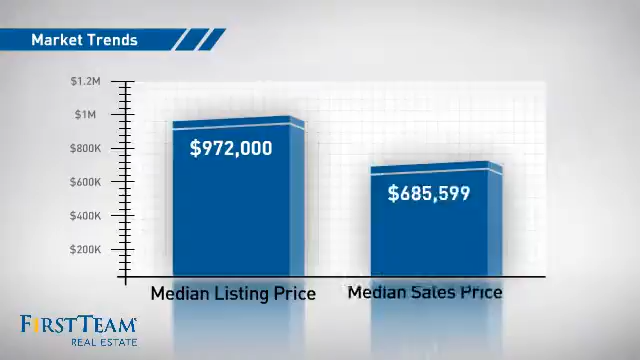 Market Trends
$1.2M
$1M
$800K
$600K
$400K
$200K
$972,000
$685,599
Median Listing Price
Median Sales Price
FIRSTTEAM®
REAL ESTATE